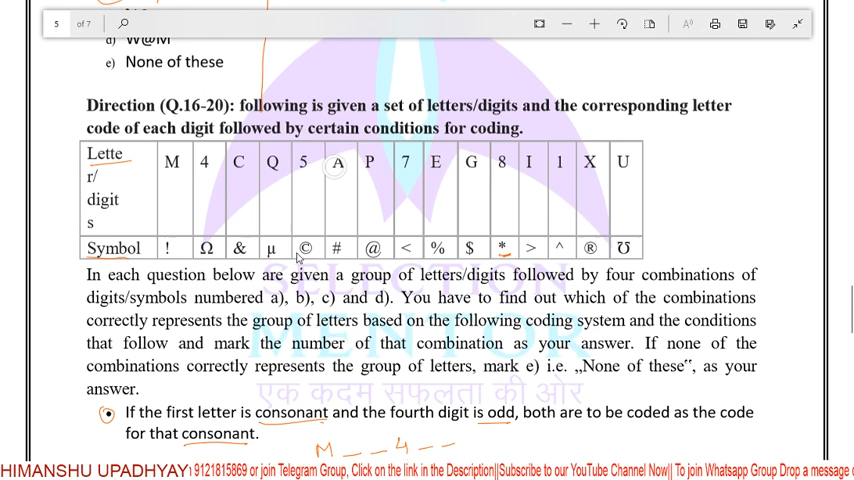 5 of 7
d) W@M
e) None of these
Direction (Q.16-20): following is given a set of letters/digits and the corresponding letter
code of each digit followed by certain conditions for coding.
Lette M 4 C Q 5 A P 7 E G 8 I 1 X U
r/
digit
s
Symbol ! Ω & µ © # @ < % $ * > ^ ® ℧
In each question below are given a group of letters/digits followed by four combinations of
digits/symbols numbered a), b), c) and d). You have to find out which of the combinations
correctly represents the group of letters based on the following coding system and the conditions
that follow and mark the number of that combination as your answer. If none of the
combinations correctly represents the group of letters, mark e) i.e. „None of these‟, as your
answer.
SELECTION
MENTOR
एक कदम सफलता की ओर
• If the first letter is consonant and the fourth digit is odd, both are to be coded as the code
for that consonant.
M _ _ 4 _ _
HIMANSHU UPADHYAY 9121815869 or join Telegram Group, Click on the link in the Description||Subscribe to our YouTube Channel Now|| To join Whatsapp Group Drop a message o